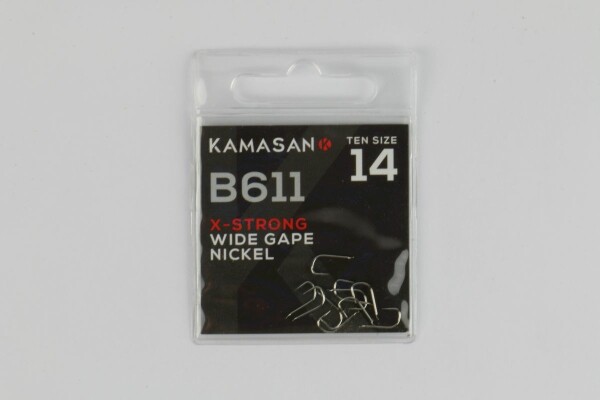 KAMASAN K
TEN SIZE
14
B611
X-STRONG
WIDE GAPE
NICKEL